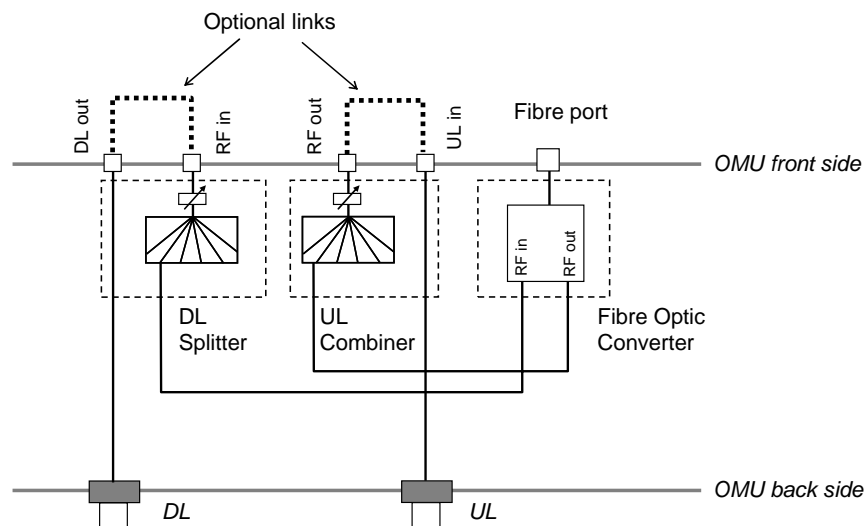 Optional links
DL out
RF in
RF out
UL in
Fibre port
OMU front side
RF in
RF out
DL
Splitter
UL
Combiner
Fibre Optic
Converter
DL
UL
OMU back side